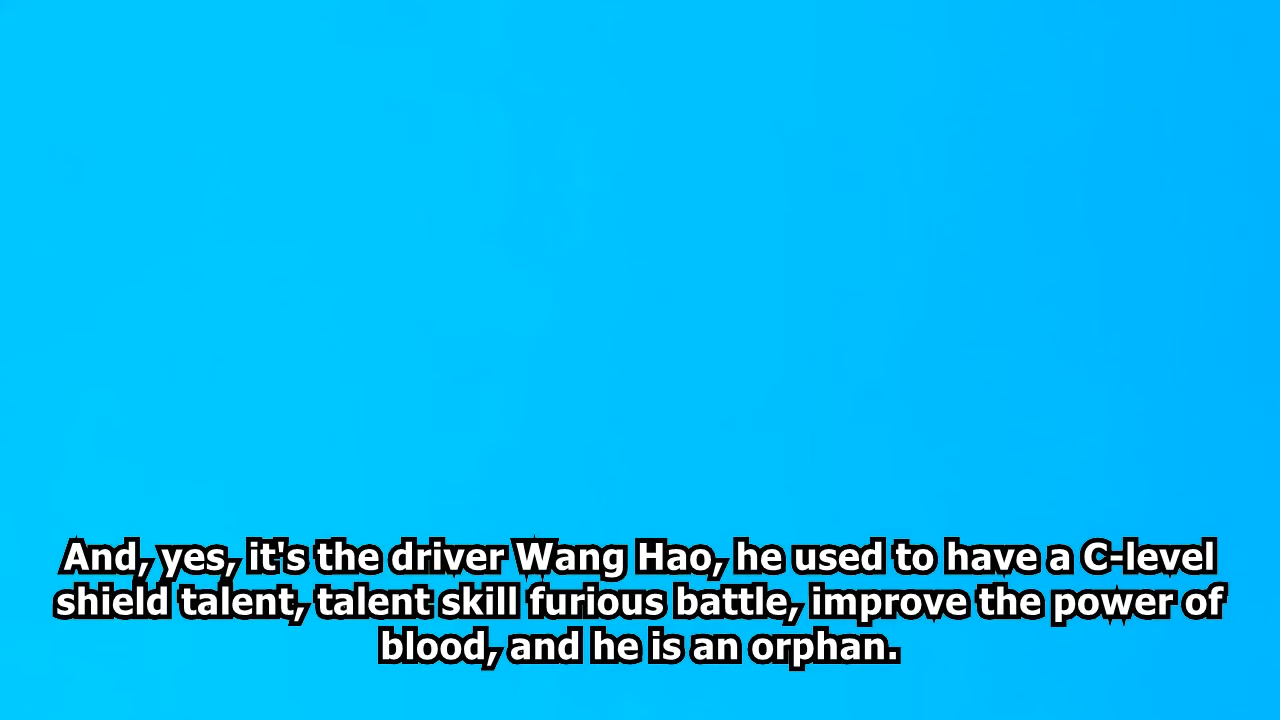 And, yes, it's the driver Wang Hao, he used to have a C-level
shield talent, talent skill furious battle, improve the power of
blood, and he is an orphan.